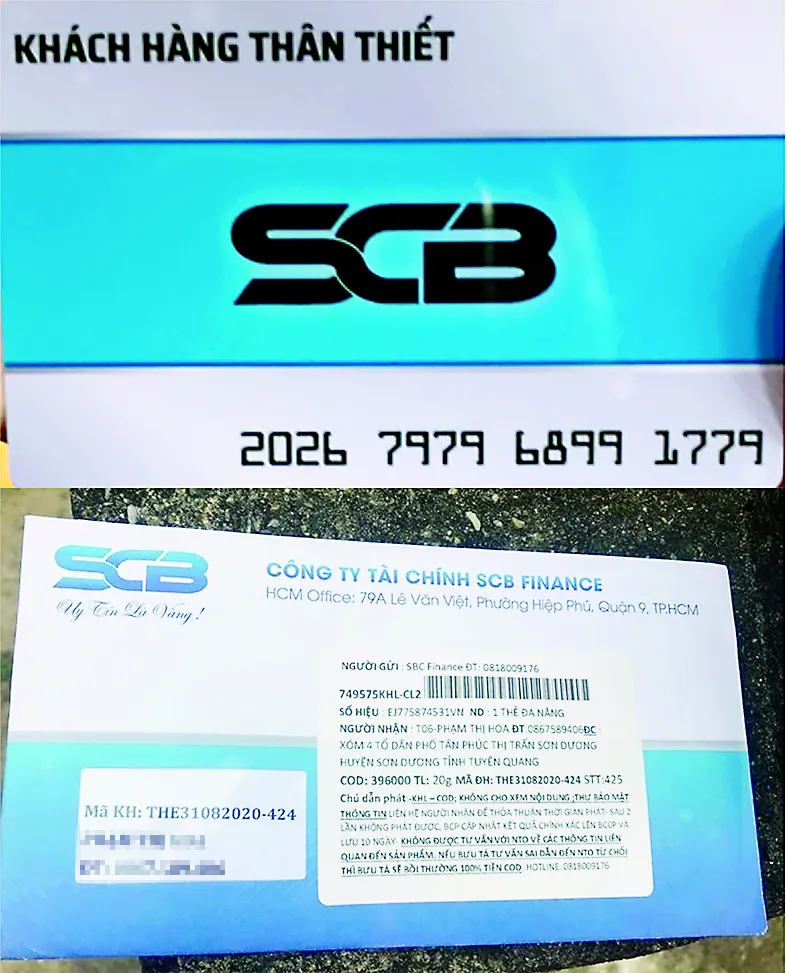 KHÁCH HÀNG THÂN THIẾT
SCB
2026 7979 6899 1779
SCB
Uy Tín Là Vàng !
CÔNG TY TÀI CHÍNH SCB FINANCE
HCM Office: 79A Lê Văn Việt, Phường Hiệp Phú, Quận 9, TP.HCM
NGƯỜI GỬI : SBC Finance ĐT: 0818009176
749575KHL-CL2
SỐ HIỆU : EJ775874531VN ND : 1 THẺ ĐA NĂNG
NGƯỜI NHẬN : T06-PHẠM THỊ HOA ĐT:0867589406ĐC :
XÓM 4 TỔ DÂN PHỐ TÂN PHÚC THỊ TRẤN SƠN DƯƠNG
HUYỆN SƠN DƯƠNG TỈNH TUYÊN QUANG
COD: 396000 TL: 20g MÃ ĐH: THE31082020-424 STT:425
Chú dẫn phát -KHL – COD; KHÔNG CHO XEM NỘI DUNG ;THƯ BẢO MẬT
THÔNG TIN LIÊN HỆ NGƯỜI NHẬN ĐỂ THỎA THUẬN THỜI GIAN PHÁT- SAU 2
LẦN KHÔNG PHÁT ĐƯỢC, BCP CẬP NHẬT KẾT QUẢ CHÍNH XÁC LÊN BCCP VÀ
LƯU 10 NGÀY- KHÔNG ĐƯỢC TƯ VẤN VỚI NTO VỀ CÁC THÔNG TIN LIÊN
QUAN ĐẾN SẢN PHẨM, NẾU BƯU TÁ TƯ VẤN SAI DẪN ĐẾN NTO TỪ CHỐI
THÌ BƯU TÁ SẼ BỒI THƯỜNG 100% TIỀN COD, HOTLINE: 0818009176
Mã KH: THE31082020-424